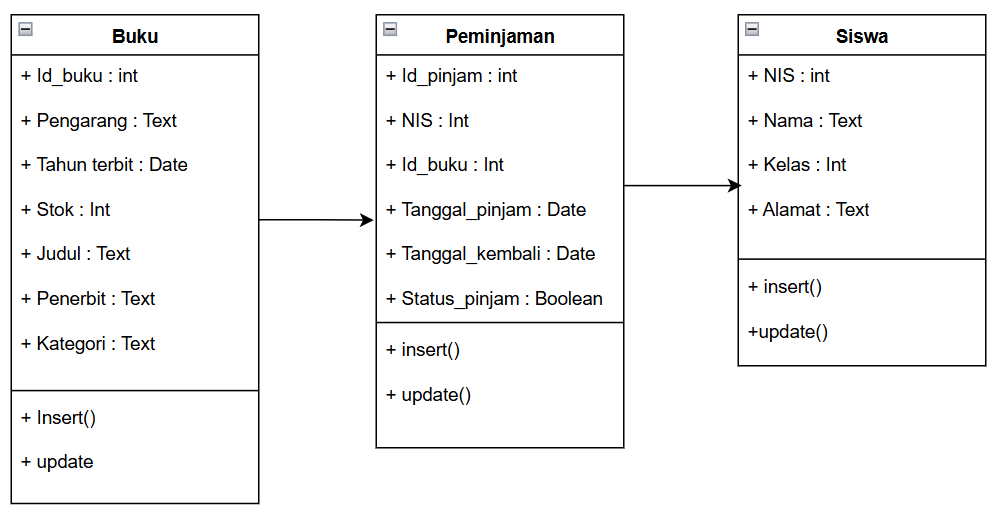 Buku
+ Id_buku : int
+ Pengarang : Text
+ Tahun terbit : Date
+ Stok : Int
+ Judul : Text
+ Penerbit : Text
+ Kategori : Text
+ Insert()
+ update
Peminjaman
+ Id_pinjam : int
+ NIS : Int
+ Id_buku : Int
+ Tanggal_pinjam : Date
+ Tanggal_kembali : Date
+ Status_pinjam : Boolean
+ insert()
+ update()
Siswa
+ NIS : int
+ Nama : Text
+ Kelas : Int
+ Alamat : Text
+ insert()
+update()